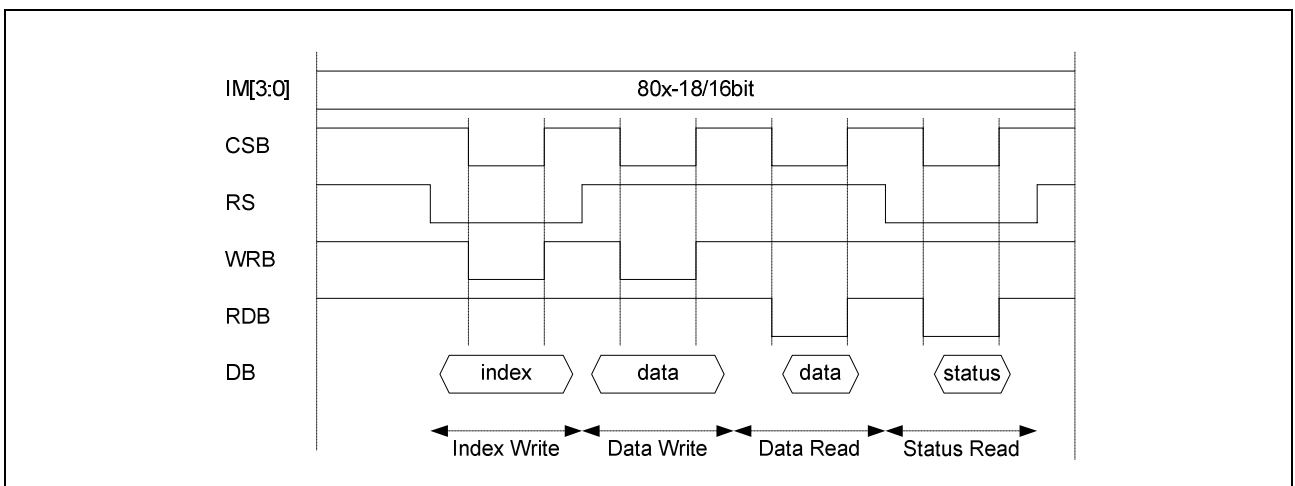 IM[3:0] 80x-18/16bit
CSB
RS
WRB
RDB
DB index data data status
Index Write Data Write Data Read Status Read